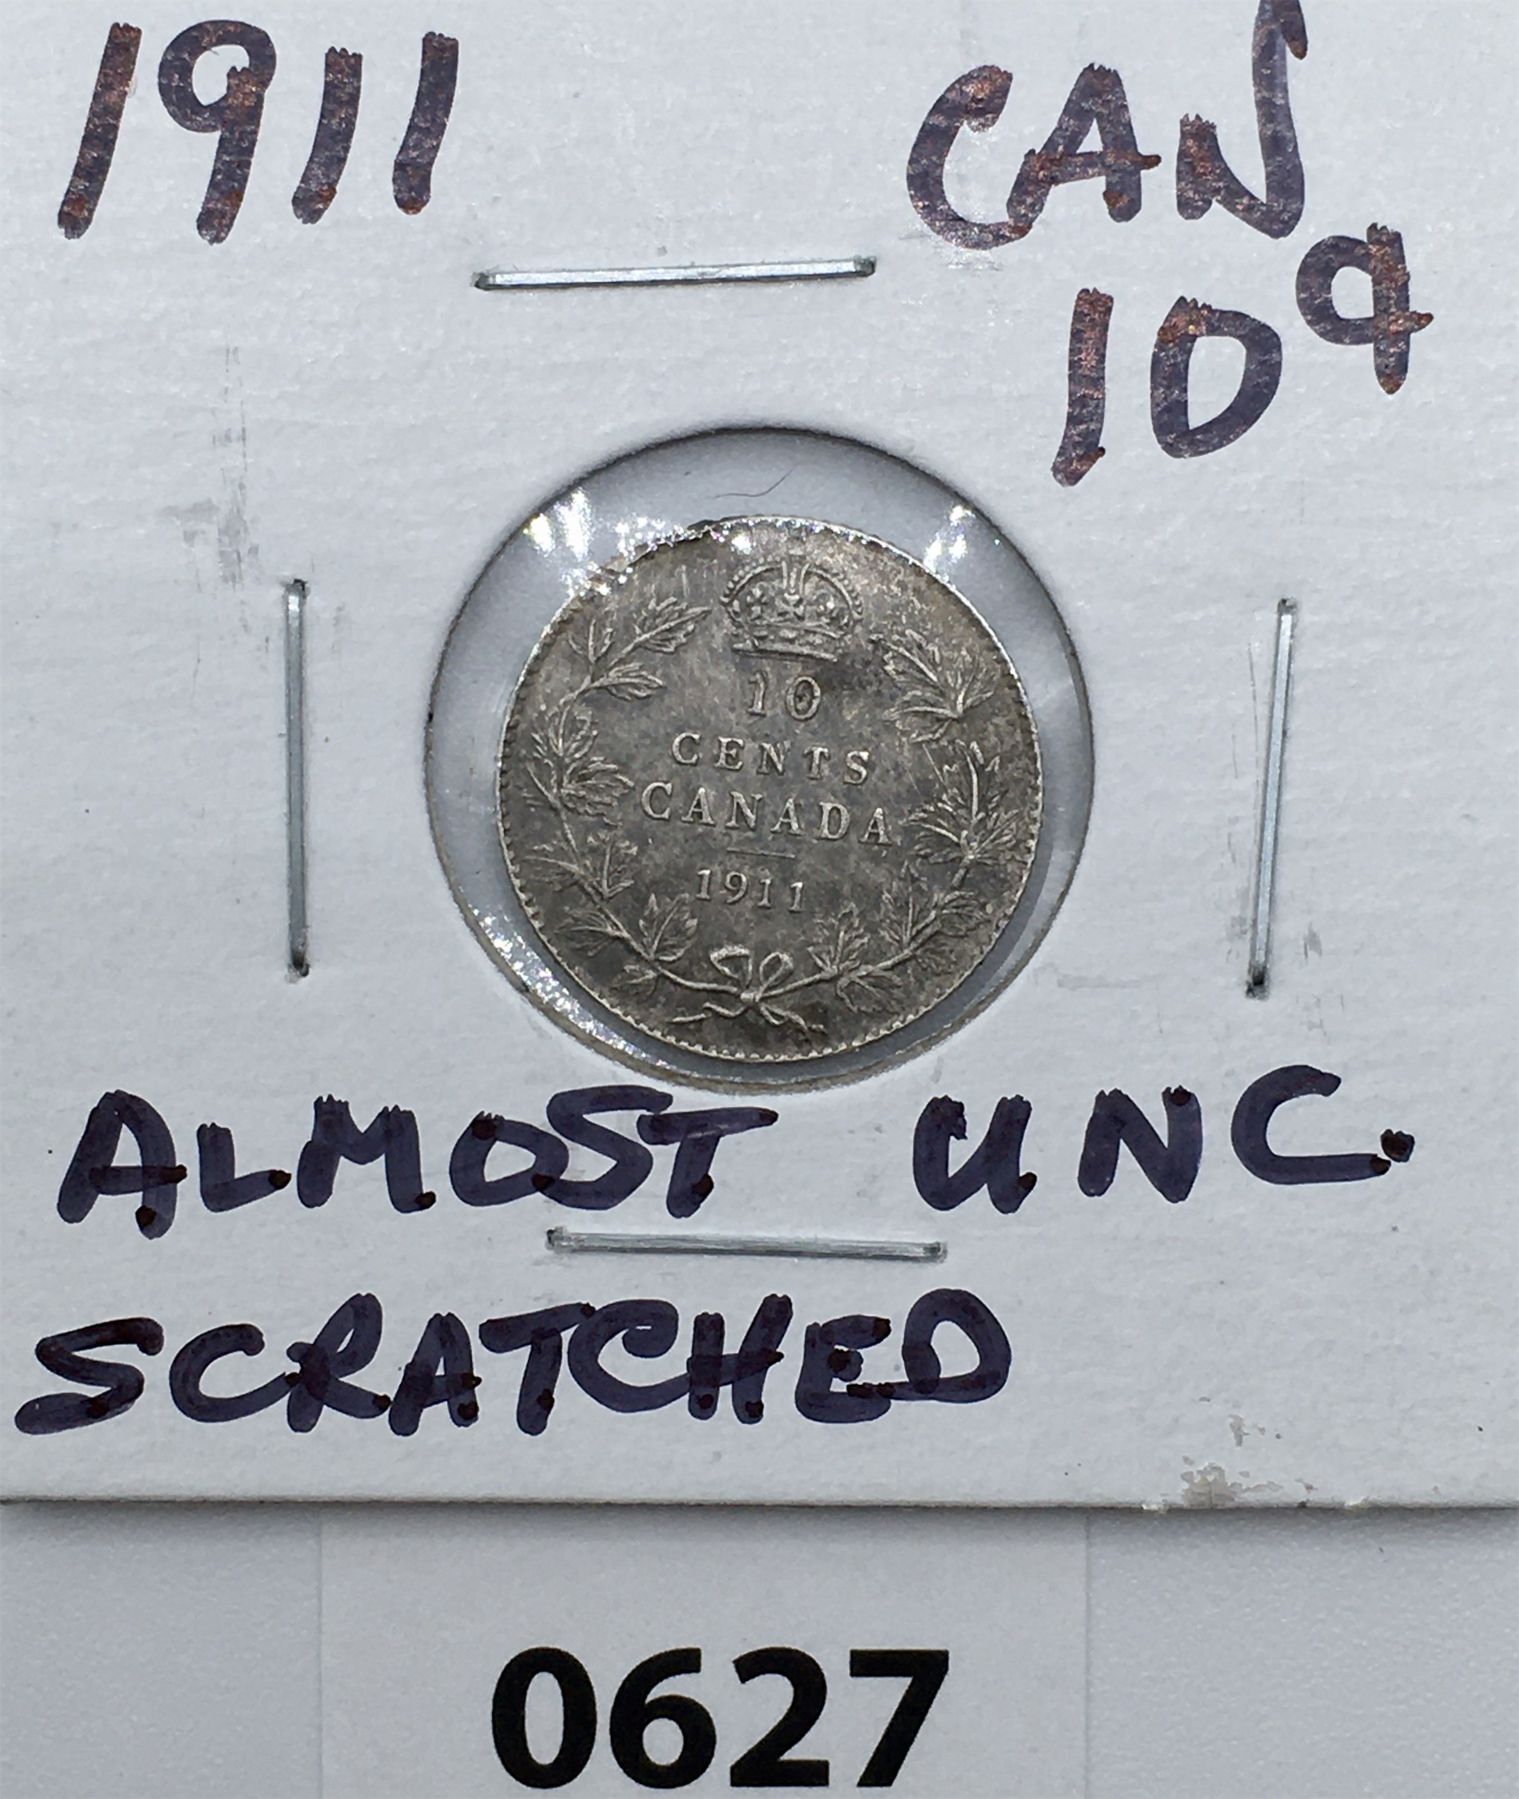 1911 CAN
10¢
10
CENTS
CANADA
1911
ALMOST UNC.
SCRATCHED
0627